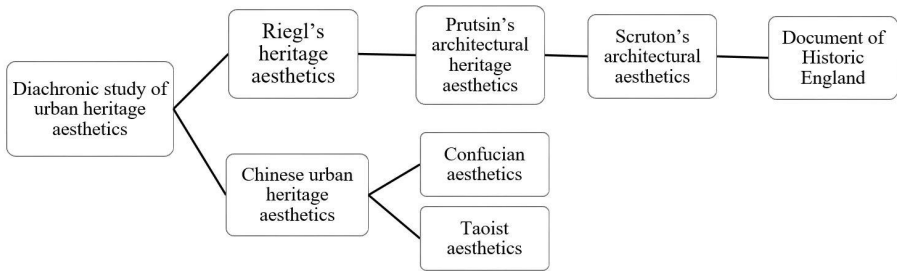 Diachronic study of
urban heritage
aesthetics
Riegl's
heritage
aesthetics
Prutsin's
architectural
heritage
aesthetics
Scruton's
architectural
aesthetics
Document of
Historic
England
Chinese urban
heritage
aesthetics
Confucian
aesthetics
Taoist
aesthetics